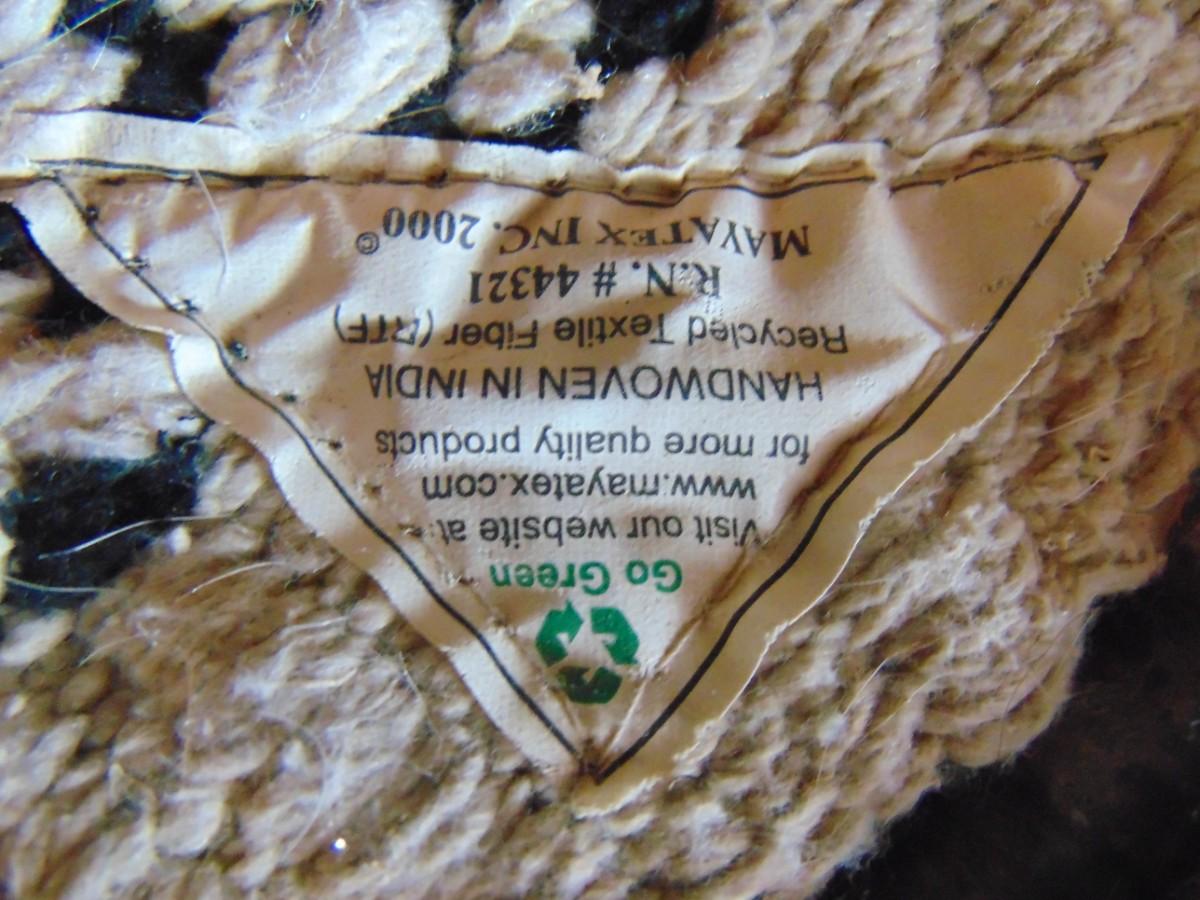 Go Green
Visit our website at:
www.mayatex.com
for more quality products
HANDWOVEN IN INDIA
Recycled Textile Fiber (RTF)
R.N. # 44321
MAYATEX INC. 2000©